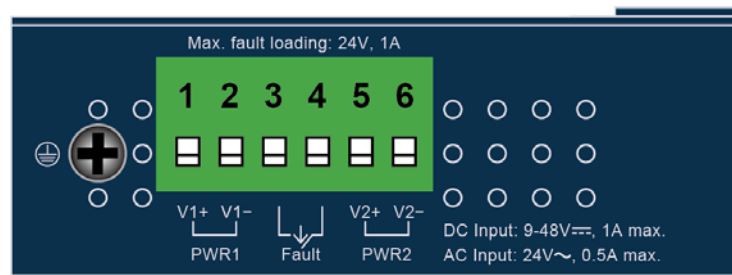 Max. fault loading: 24V, 1A
1 2 3 4 5 6
V1+ V1− V2+ V2−
PWR1 Fault PWR2
DC Input: 9-48V⎓, 1A max.
AC Input: 24V～, 0.5A max.